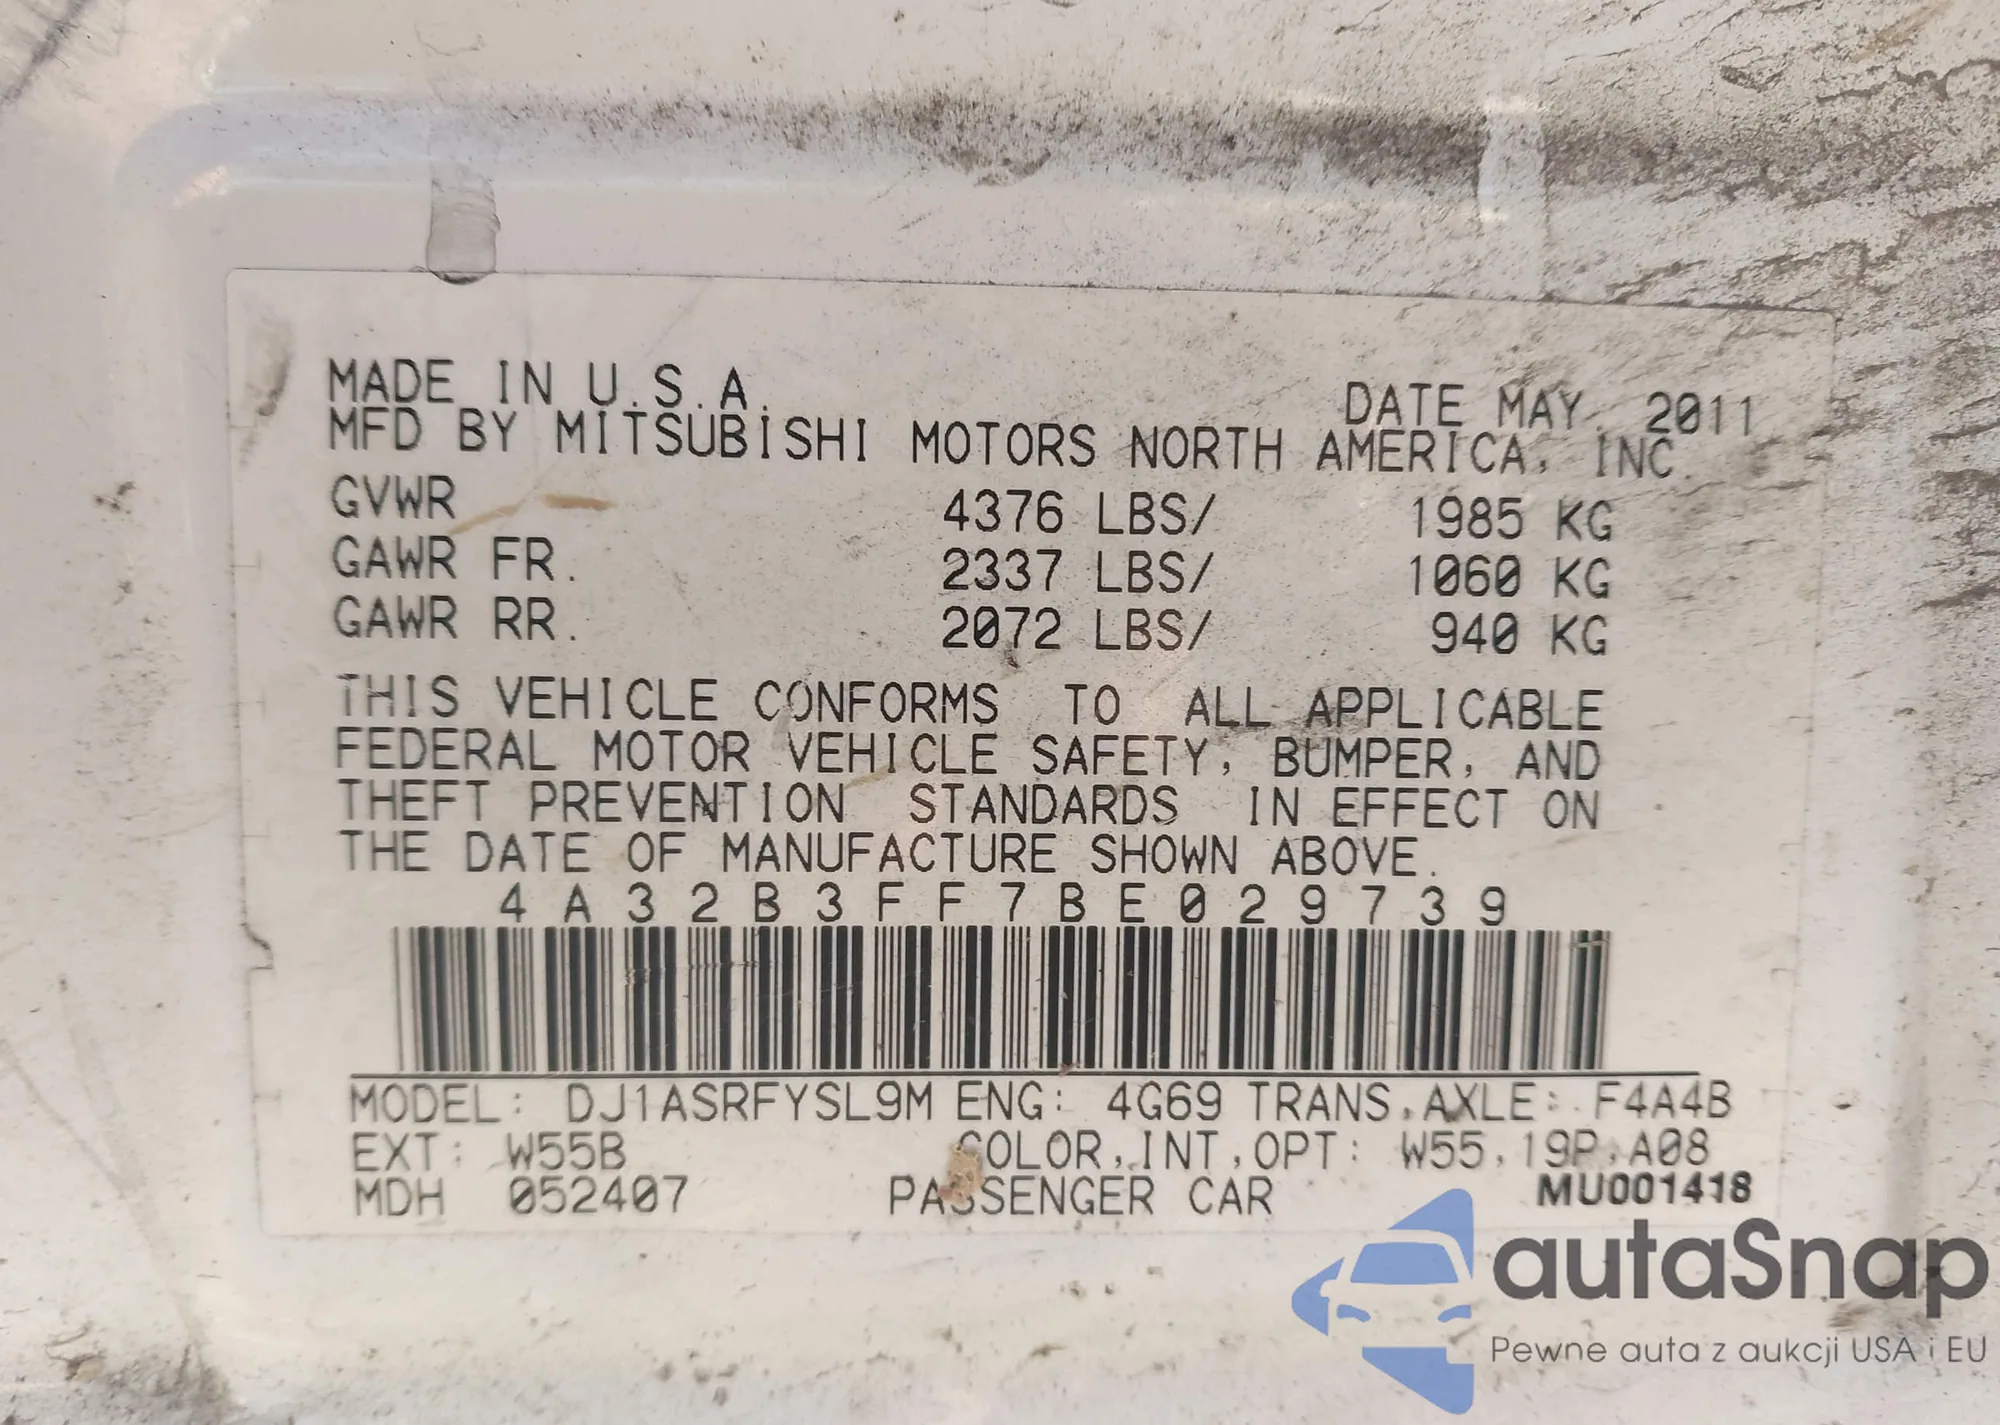 MADE IN U.S.A. DATE MAY. 2011
MFD BY MITSUBISHI MOTORS NORTH AMERICA, INC.
GVWR 4376 LBS/ 1985 KG
GAWR FR. 2337 LBS/ 1060 KG
GAWR RR. 2072 LBS/ 940 KG
THIS VEHICLE CONFORMS TO ALL APPLICABLE
FEDERAL MOTOR VEHICLE SAFETY, BUMPER, AND
THEFT PREVENTION STANDARDS IN EFFECT ON
THE DATE OF MANUFACTURE SHOWN ABOVE.
4A32B3FF7BE029739
MODEL: DJ1ASRFYSL9M ENG: 4G69 TRANS,AXLE: F4A4B
EXT: W55B COLOR,INT,OPT: W55,19P,A08
MDH 052407 PASSENGER CAR MU001418
autaSnap
Pewne auta z aukcji USA i EU